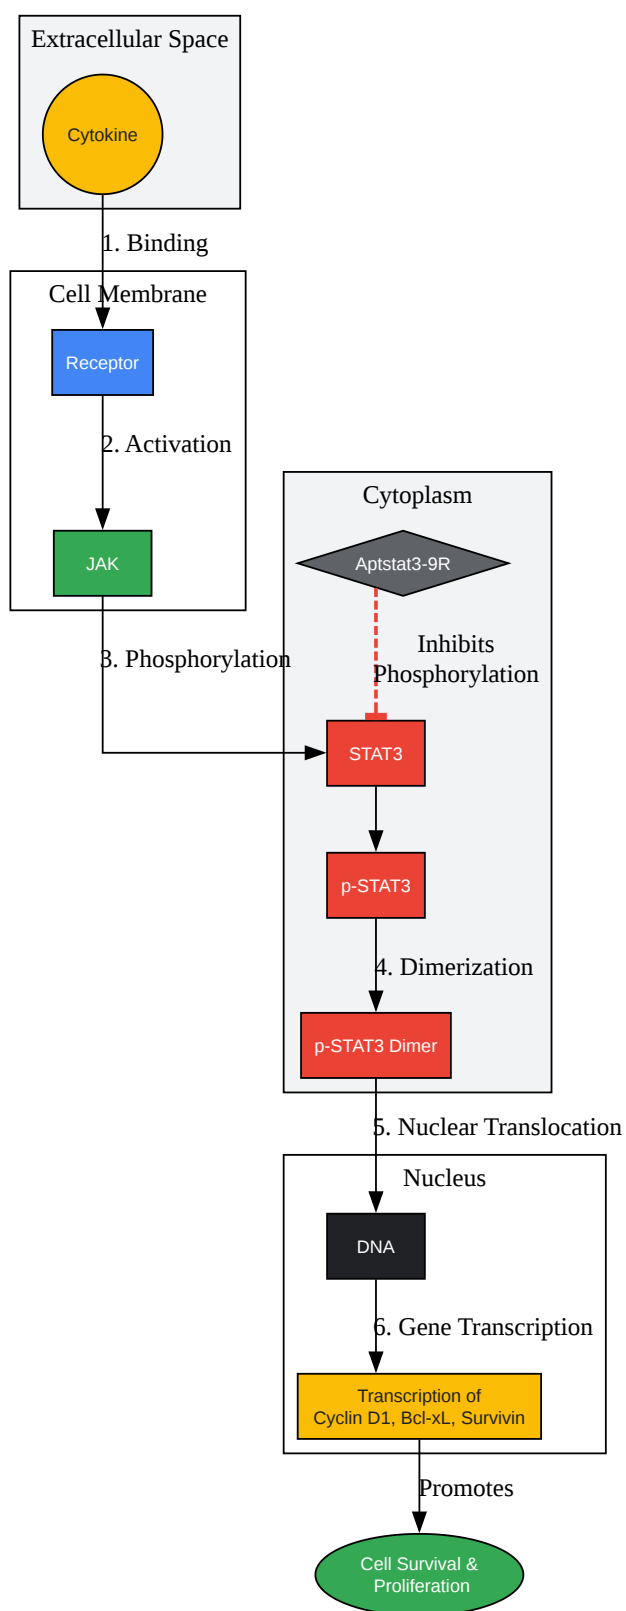 Extracellular Space
Cytokine
1. Binding
Cell Membrane
Receptor
2. Activation
JAK
3. Phosphorylation
Cytoplasm
Aptstat3-9R
Inhibits
Phosphorylation
STAT3
p-STAT3
4. Dimerization
p-STAT3 Dimer
5. Nuclear Translocation
Nucleus
DNA
6. Gene Transcription
Transcription of
Cyclin D1, Bcl-xL, Survivin
Promotes
Cell Survival &
Proliferation